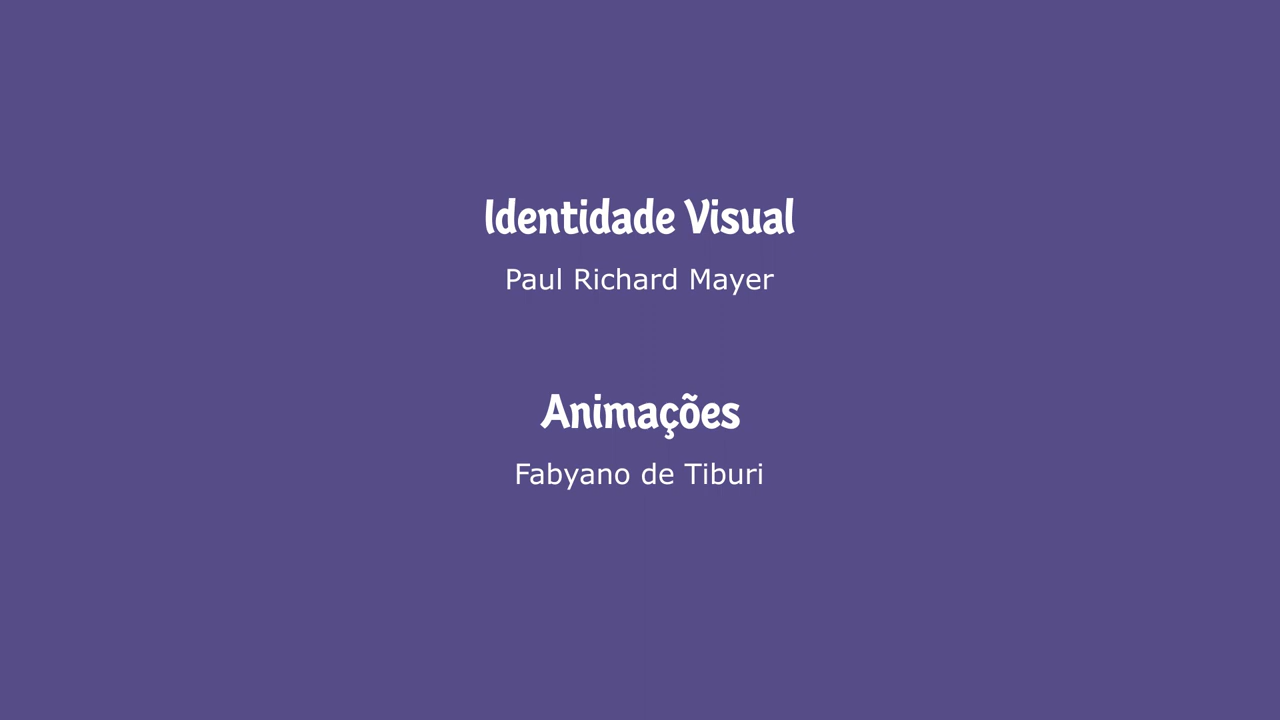 Identidade Visual
Paul Richard Mayer
Animações
Fabyano de Tiburi